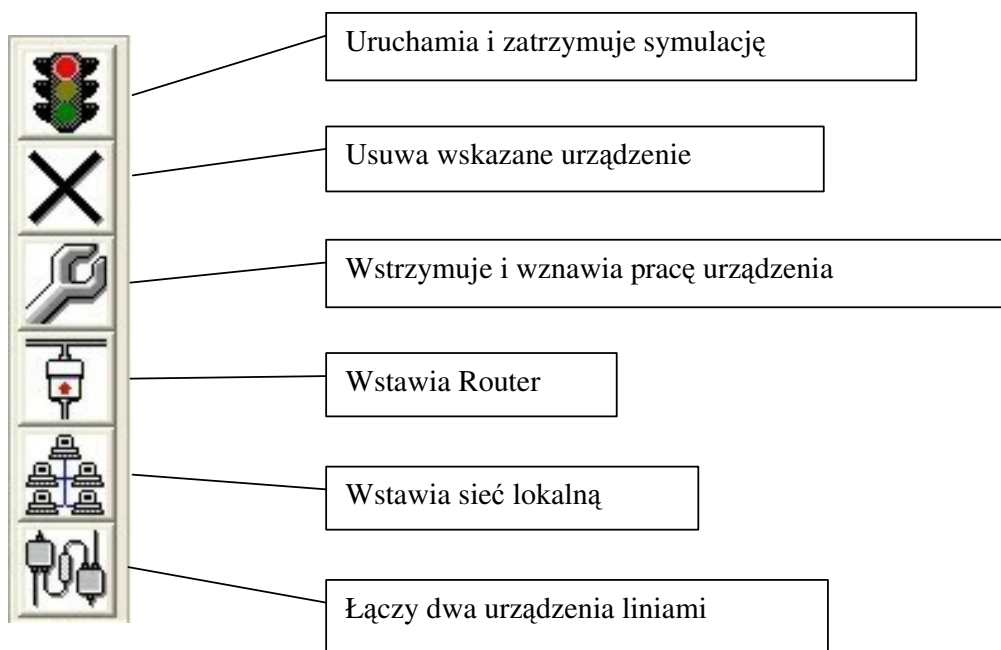 Uruchamia i zatrzymuje symulację
Usuwa wskazane urządzenie
Wstrzymuje i wznawia pracę urządzenia
Wstawia Router
Wstawia sieć lokalną
Łączy dwa urządzenia liniami